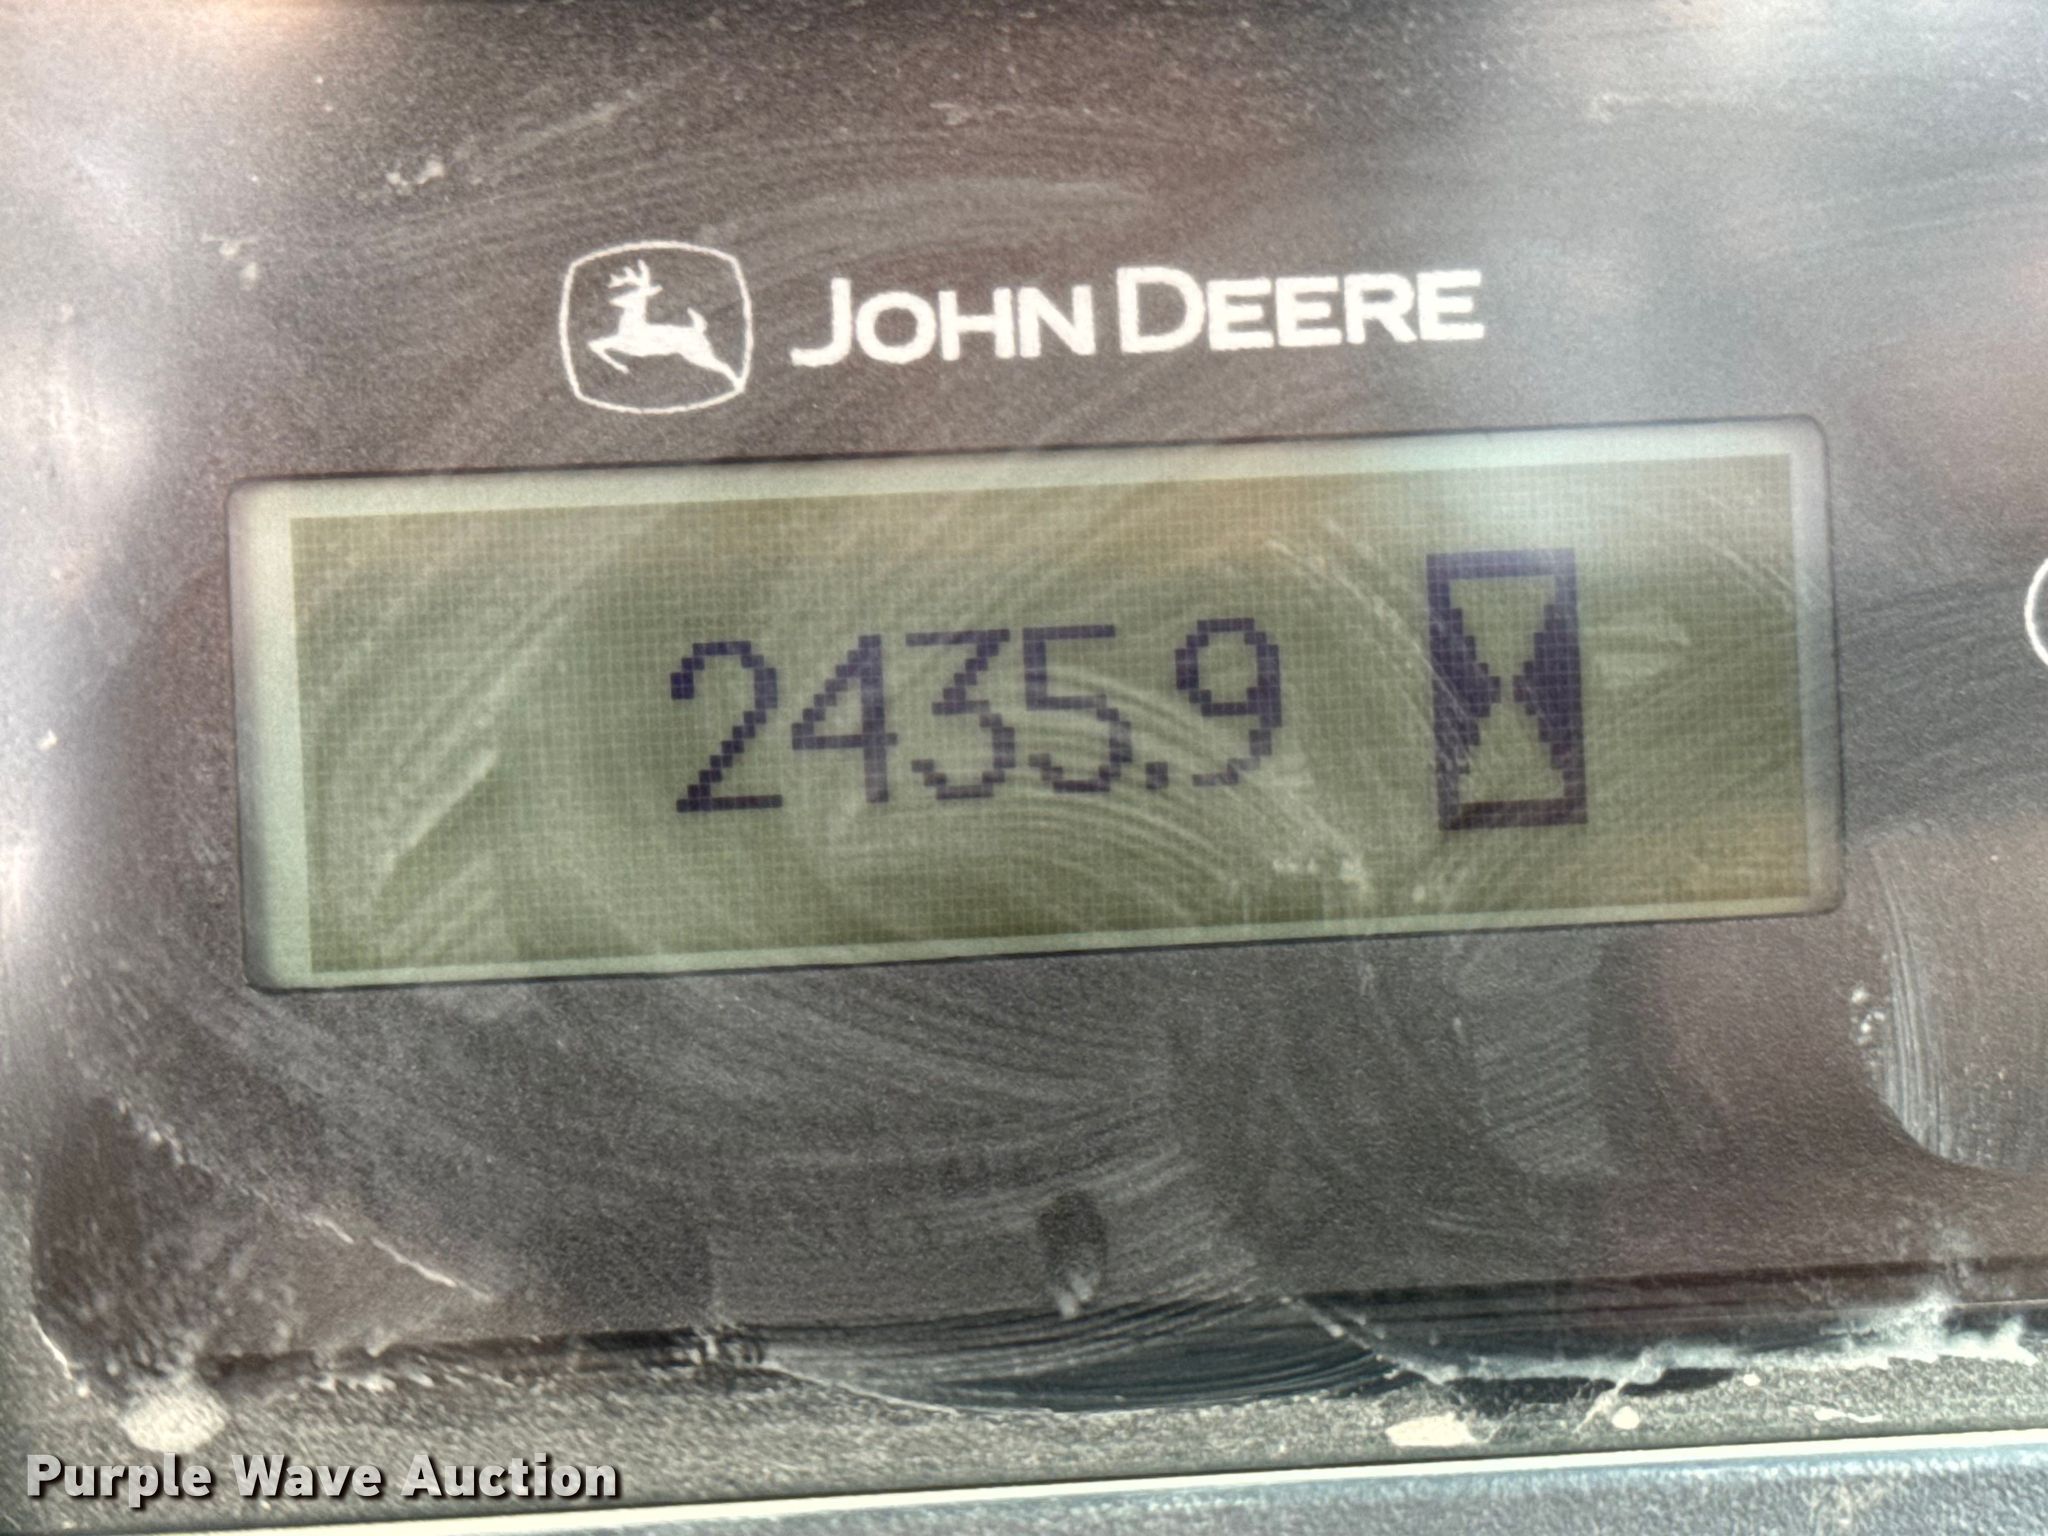 JOHN DEERE
2435.9
Purple Wave Auction